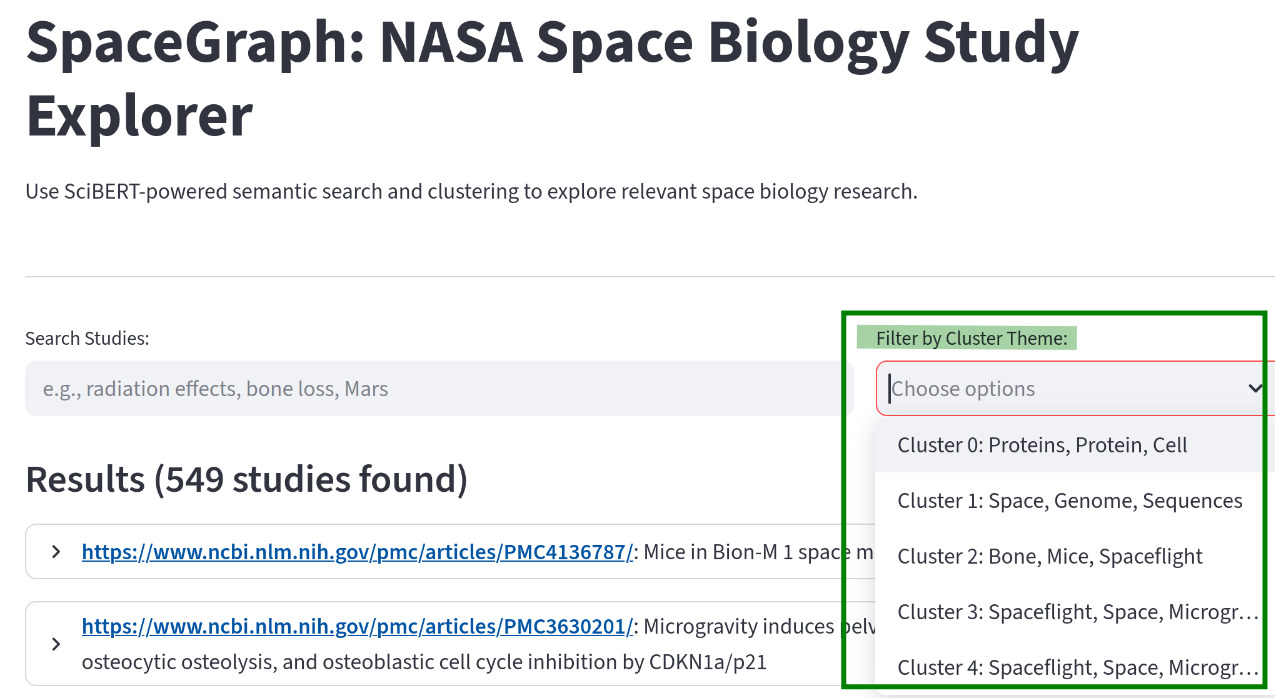 SpaceGraph: NASA Space Biology Study
Explorer
Use SciBERT-powered semantic search and clustering to explore relevant space biology research.
Search Studies:
e.g., radiation effects, bone loss, Mars
Filter by Cluster Theme:
Choose options
Cluster 0: Proteins, Protein, Cell
Cluster 1: Space, Genome, Sequences
Cluster 2: Bone, Mice, Spaceflight
Cluster 3: Spaceflight, Space, Microgr...
Cluster 4: Spaceflight, Space, Microgr...
Results (549 studies found)
https://www.ncbi.nlm.nih.gov/pmc/articles/PMC4136787/: Mice in Bion-M 1 space m
https://www.ncbi.nlm.nih.gov/pmc/articles/PMC3630201/: Microgravity induces pelv
osteocytic osteolysis, and osteoblastic cell cycle inhibition by CDKN1a/p21